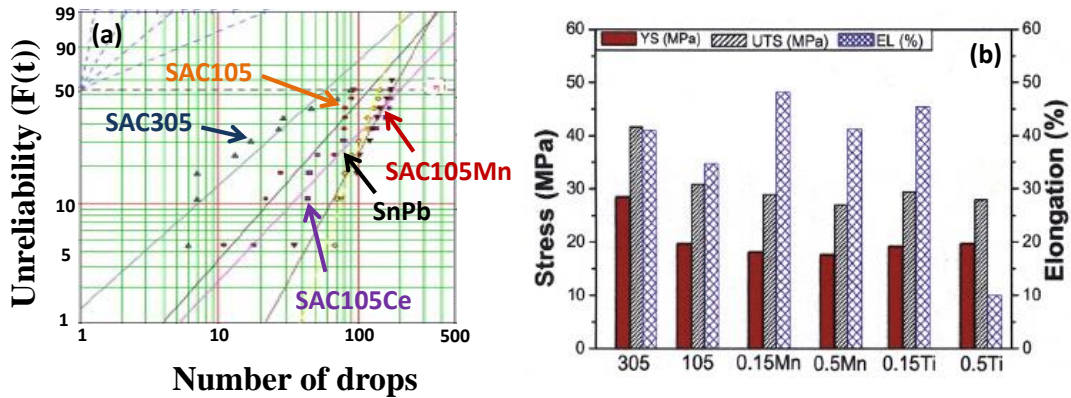 (a)
99
90
50
10
5
1
Unreliability (F(t))
SAC105
SAC305
SAC105Mn
SnPb
SAC105Ce
1
10
100
500
Number of drops
(b)
YS (MPa)
UTS (MPa)
EL (%)
60
50
40
30
20
10
0
Stress (MPa)
60
50
40
30
20
10
0
Elongation (%)
305
105
0.15Mn
0.5Mn
0.15Ti
0.5Ti